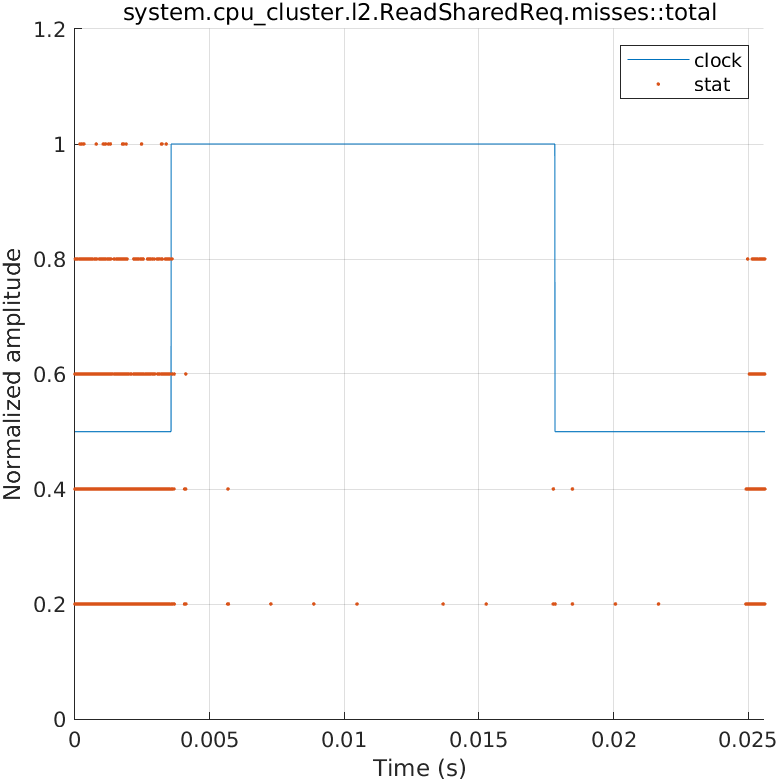 system.cpu_cluster.l2.ReadSharedReq.misses::total
1.2
1
0.8
0.6
0.4
0.2
0
Normalized amplitude
clock
stat
0 0.005 0.01 0.015 0.02 0.025
Time (s)